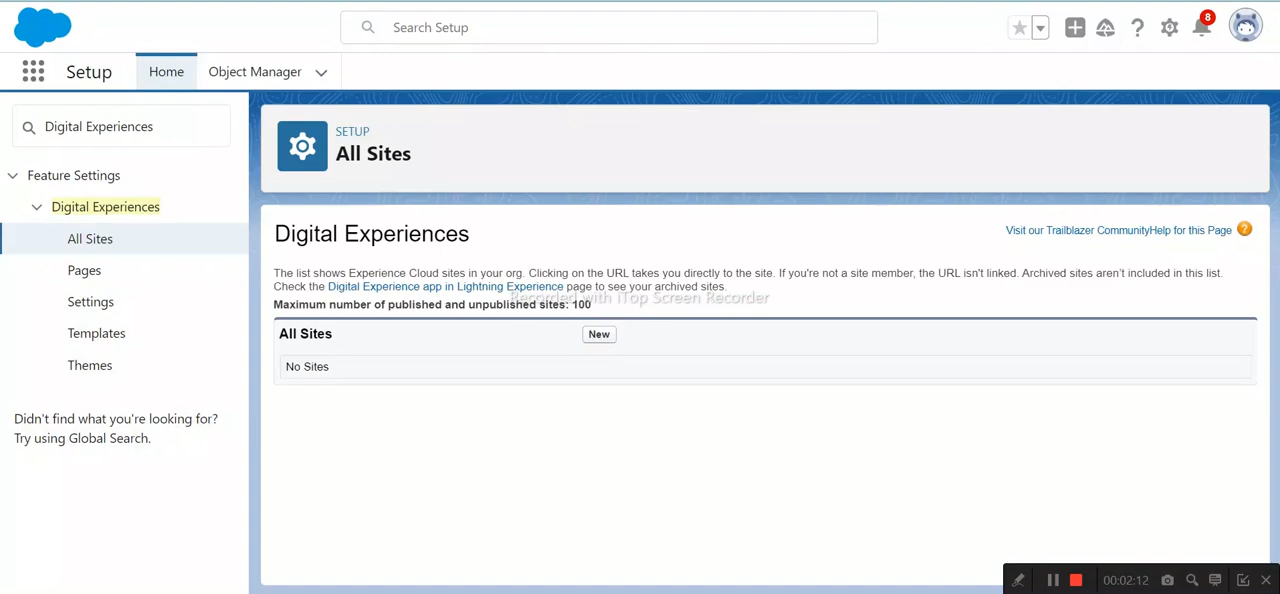 Search Setup
8
Setup
Home
Object Manager
Digital Experiences
Feature Settings
Digital Experiences
All Sites
Pages
Settings
Templates
Themes
Didn't find what you're looking for?
Try using Global Search.
SETUP
All Sites
Digital Experiences
Visit our Trailblazer Community
Help for this Page
The list shows Experience Cloud sites in your org. Clicking on the URL takes you directly to the site. If you're not a site member, the URL isn't linked. Archived sites aren't included in this list.
Check the Digital Experience app in Lightning Experience page to see your archived sites.
Recorded with iTop Screen Recorder
Maximum number of published and unpublished sites: 100
All Sites
New
No Sites
00:02:12